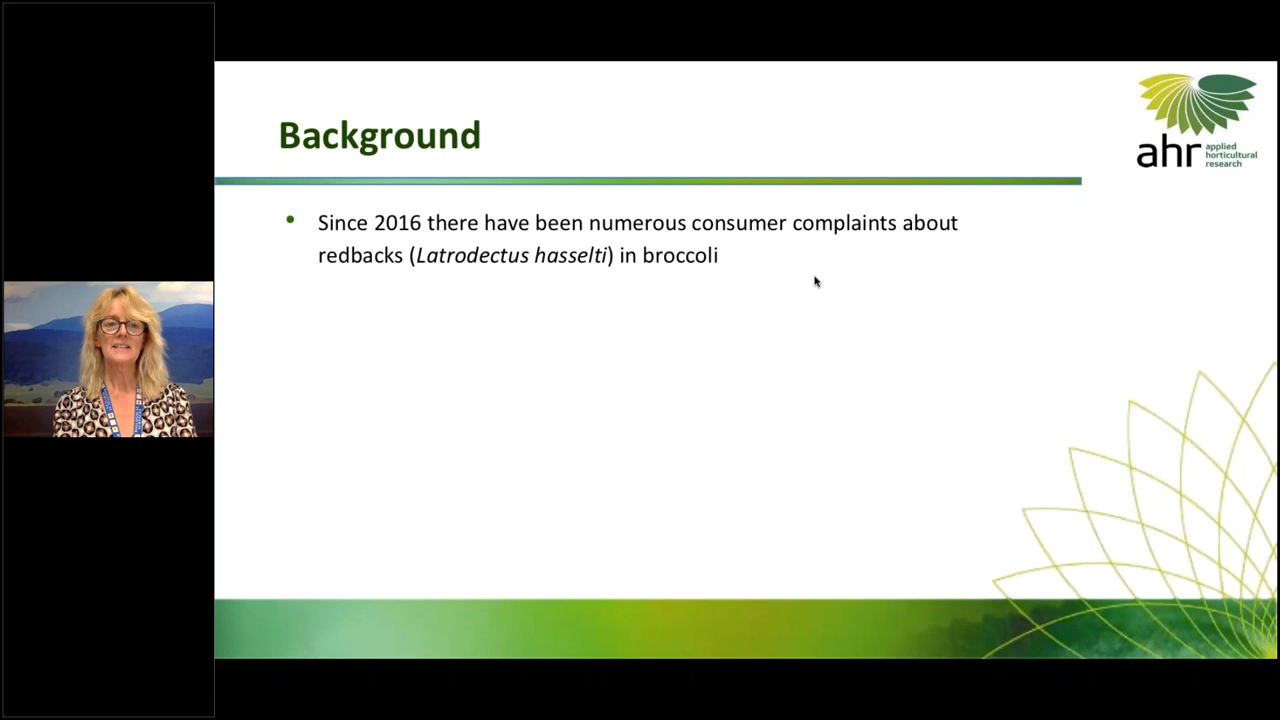 Background
ahr applied
horticultural
research
• Since 2016 there have been numerous consumer complaints about
redbacks (Latrodectus hasselti) in broccoli